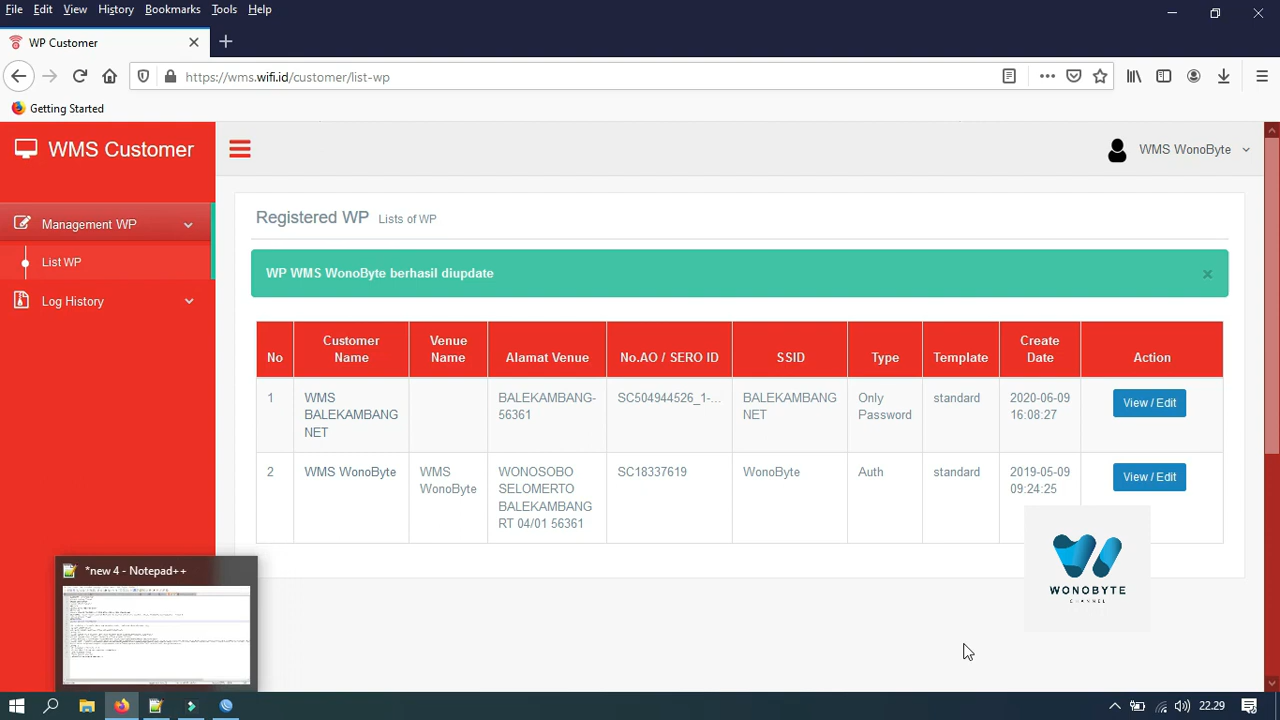 File Edit View History Bookmarks Tools Help
WP Customer
https://wms.wifi.id/customer/list-wp
Getting Started
WMS Customer
WMS WonoByte
Management WP
List WP
Log History
Registered WP Lists of WP
WP WMS WonoByte berhasil diupdate
×
No Customer Name Venue Name Alamat Venue No.AO / SERO ID SSID Type Template Create Date Action
1 WMS BALEKAMBANG- SC504944526_1-... BALEKAMBANG Only standard 2020-06-09 View / Edit
BALEKAMBANG 56361 NET Password 16:08:27
NET
2 WMS WonoByte WMS WONOSOBO SC18337619 WonoByte Auth standard 2019-05-09 View / Edit
WonoByte SELOMERTO 09:24:25
BALEKAMBANG
RT 04/01 56361
WONOBYTE
CHANNEL
*new 4 - Notepad++
22.29